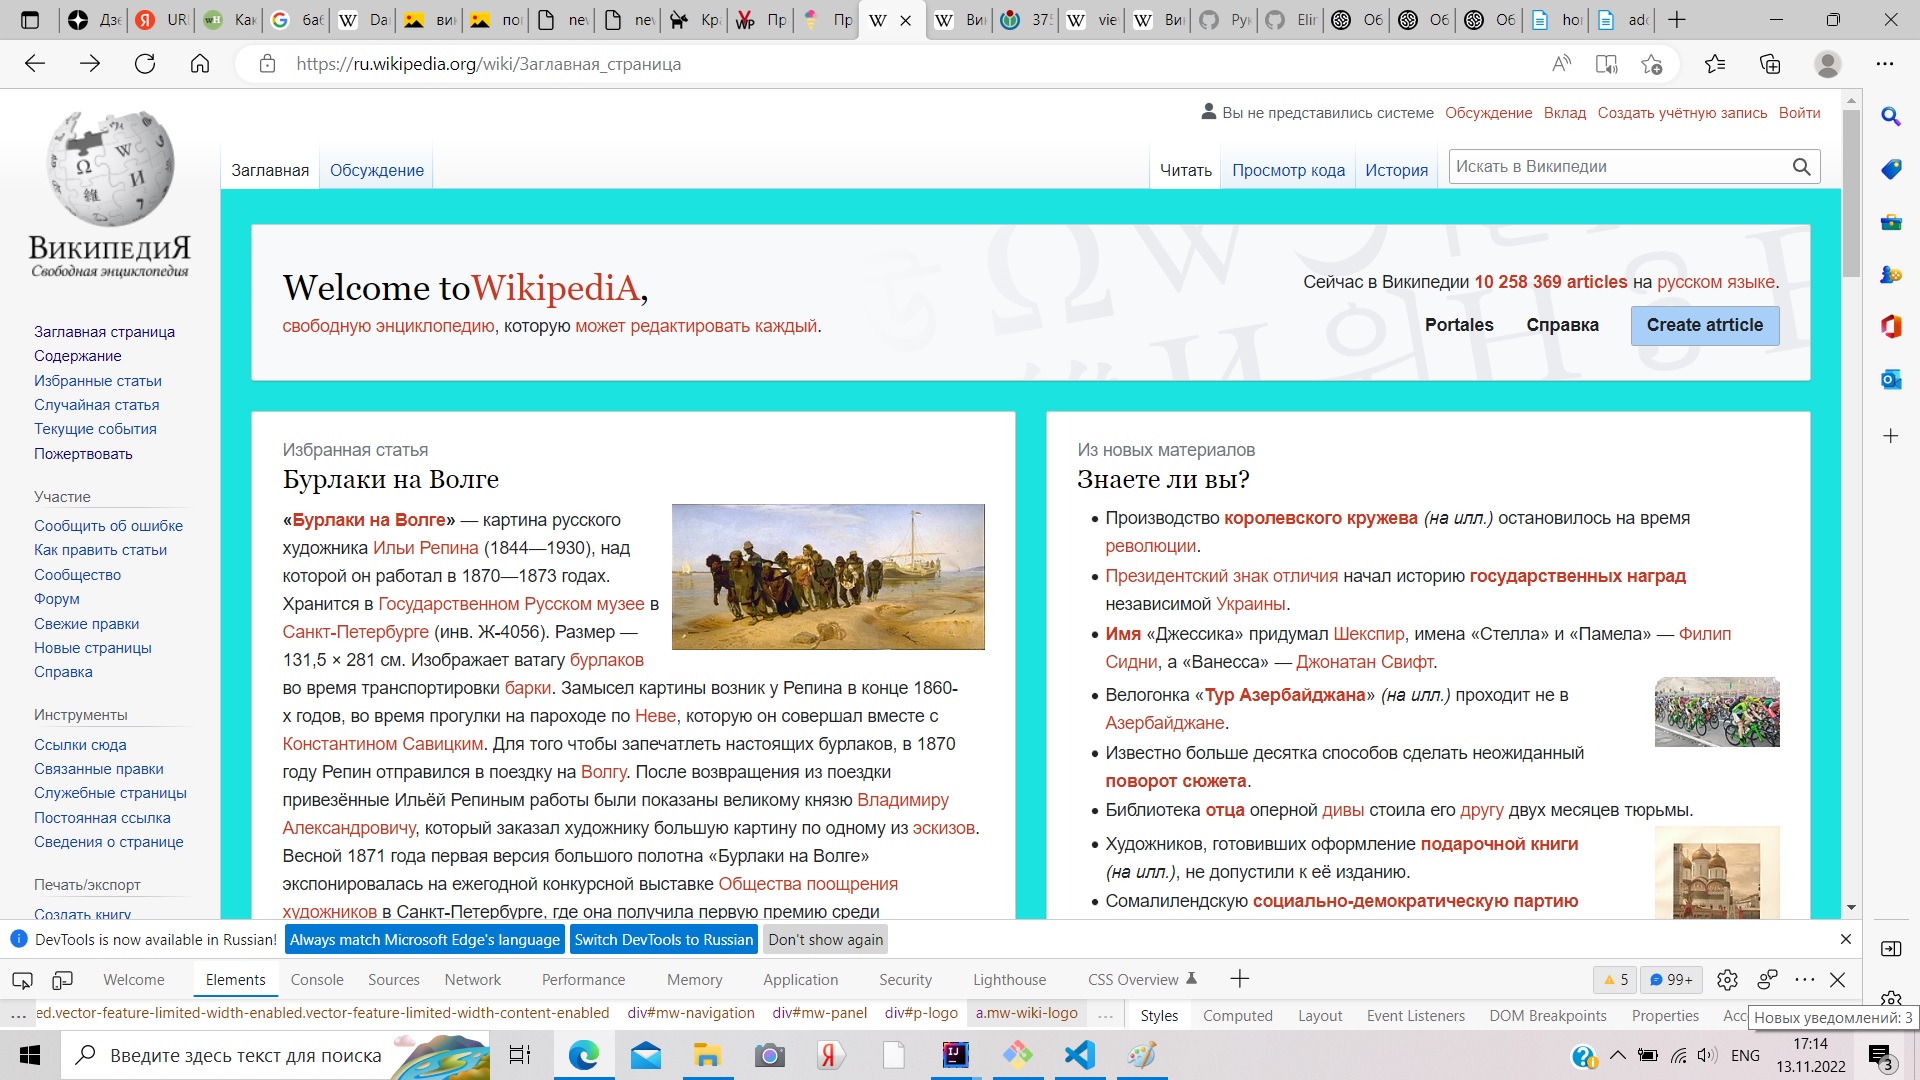 Дзе
URL
Как
баб
Da
вик
пог
nev
nev
Кра
Пр
Пр
Вик
375
vie
Вик
Рук
Elir
Об
Об
Об
hor
add
https://ru.wikipedia.org/wiki/Заглавная_страница
Вы не представились системе Обсуждение Вклад Создать учётную запись Войти
Заглавная Обсуждение Читать Просмотр кода История Искать в Википедии
ВикипедиЯ
Свободная энциклопедия
Заглавная страница
Содержание
Избранные статьи
Случайная статья
Текущие события
Пожертвовать
Участие
Сообщить об ошибке
Как править статьи
Сообщество
Форум
Свежие правки
Новые страницы
Справка
Инструменты
Ссылки сюда
Связанные правки
Служебные страницы
Постоянная ссылка
Сведения о странице
Печать/экспорт
Создать книгу
Welcome toWikipediA,
свободную энциклопедию, которую может редактировать каждый.
Сейчас в Википедии 10 258 369 articles на русском языке.
Portales Справка Create atrticle
Избранная статья
Бурлаки на Волге
«Бурлаки на Волге» — картина русского
художника Ильи Репина (1844—1930), над
которой он работал в 1870—1873 годах.
Хранится в Государственном Русском музее в
Санкт-Петербурге (инв. Ж-4056). Размер —
131,5 × 281 см. Изображает ватагу бурлаков
во время транспортировки барки. Замысел картины возник у Репина в конце 1860-
х годов, во время прогулки на пароходе по Неве, которую он совершал вместе с
Константином Савицким. Для того чтобы запечатлеть настоящих бурлаков, в 1870
году Репин отправился в поездку на Волгу. После возвращения из поездки
привезённые Ильёй Репиным работы были показаны великому князю Владимиру
Александровичу, который заказал художнику большую картину по одному из эскизов.
Весной 1871 года первая версия большого полотна «Бурлаки на Волге»
экспонировалась на ежегодной конкурсной выставке Общества поощрения
художников в Санкт-Петербурге, где она получила первую премию среди
Из новых материалов
Знаете ли вы?
Производство королевского кружева (на илл.) остановилось на время
революции.
Президентский знак отличия начал историю государственных наград
независимой Украины.
Имя «Джессика» придумал Шекспир, имена «Стелла» и «Памела» — Филип
Сидни, а «Ванесса» — Джонатан Свифт.
Велогонка «Тур Азербайджана» (на илл.) проходит не в
Азербайджане.
Известно больше десятка способов сделать неожиданный
поворот сюжета.
Библиотека отца оперной дивы стоила его другу двух месяцев тюрьмы.
Художников, готовивших оформление подарочной книги
(на илл.), не допустили к её изданию.
Сомалилендскую социально-демократическую партию
DevTools is now available in Russian! Always match Microsoft Edge's language Switch DevTools to Russian Don't show again
Welcome Elements Console Sources Network Performance Memory Application Security Lighthouse CSS Overview 5 99+
... ed.vector-feature-limited-width-enabled.vector-feature-limited-width-content-enabled div#mw-navigation div#mw-panel div#p-logo a.mw-wiki-logo ... Styles Computed Layout Event Listeners DOM Breakpoints Properties Acc
Новых уведомлений: 3
Введите здесь текст для поиска
ENG
17:14
13.11.2022
3